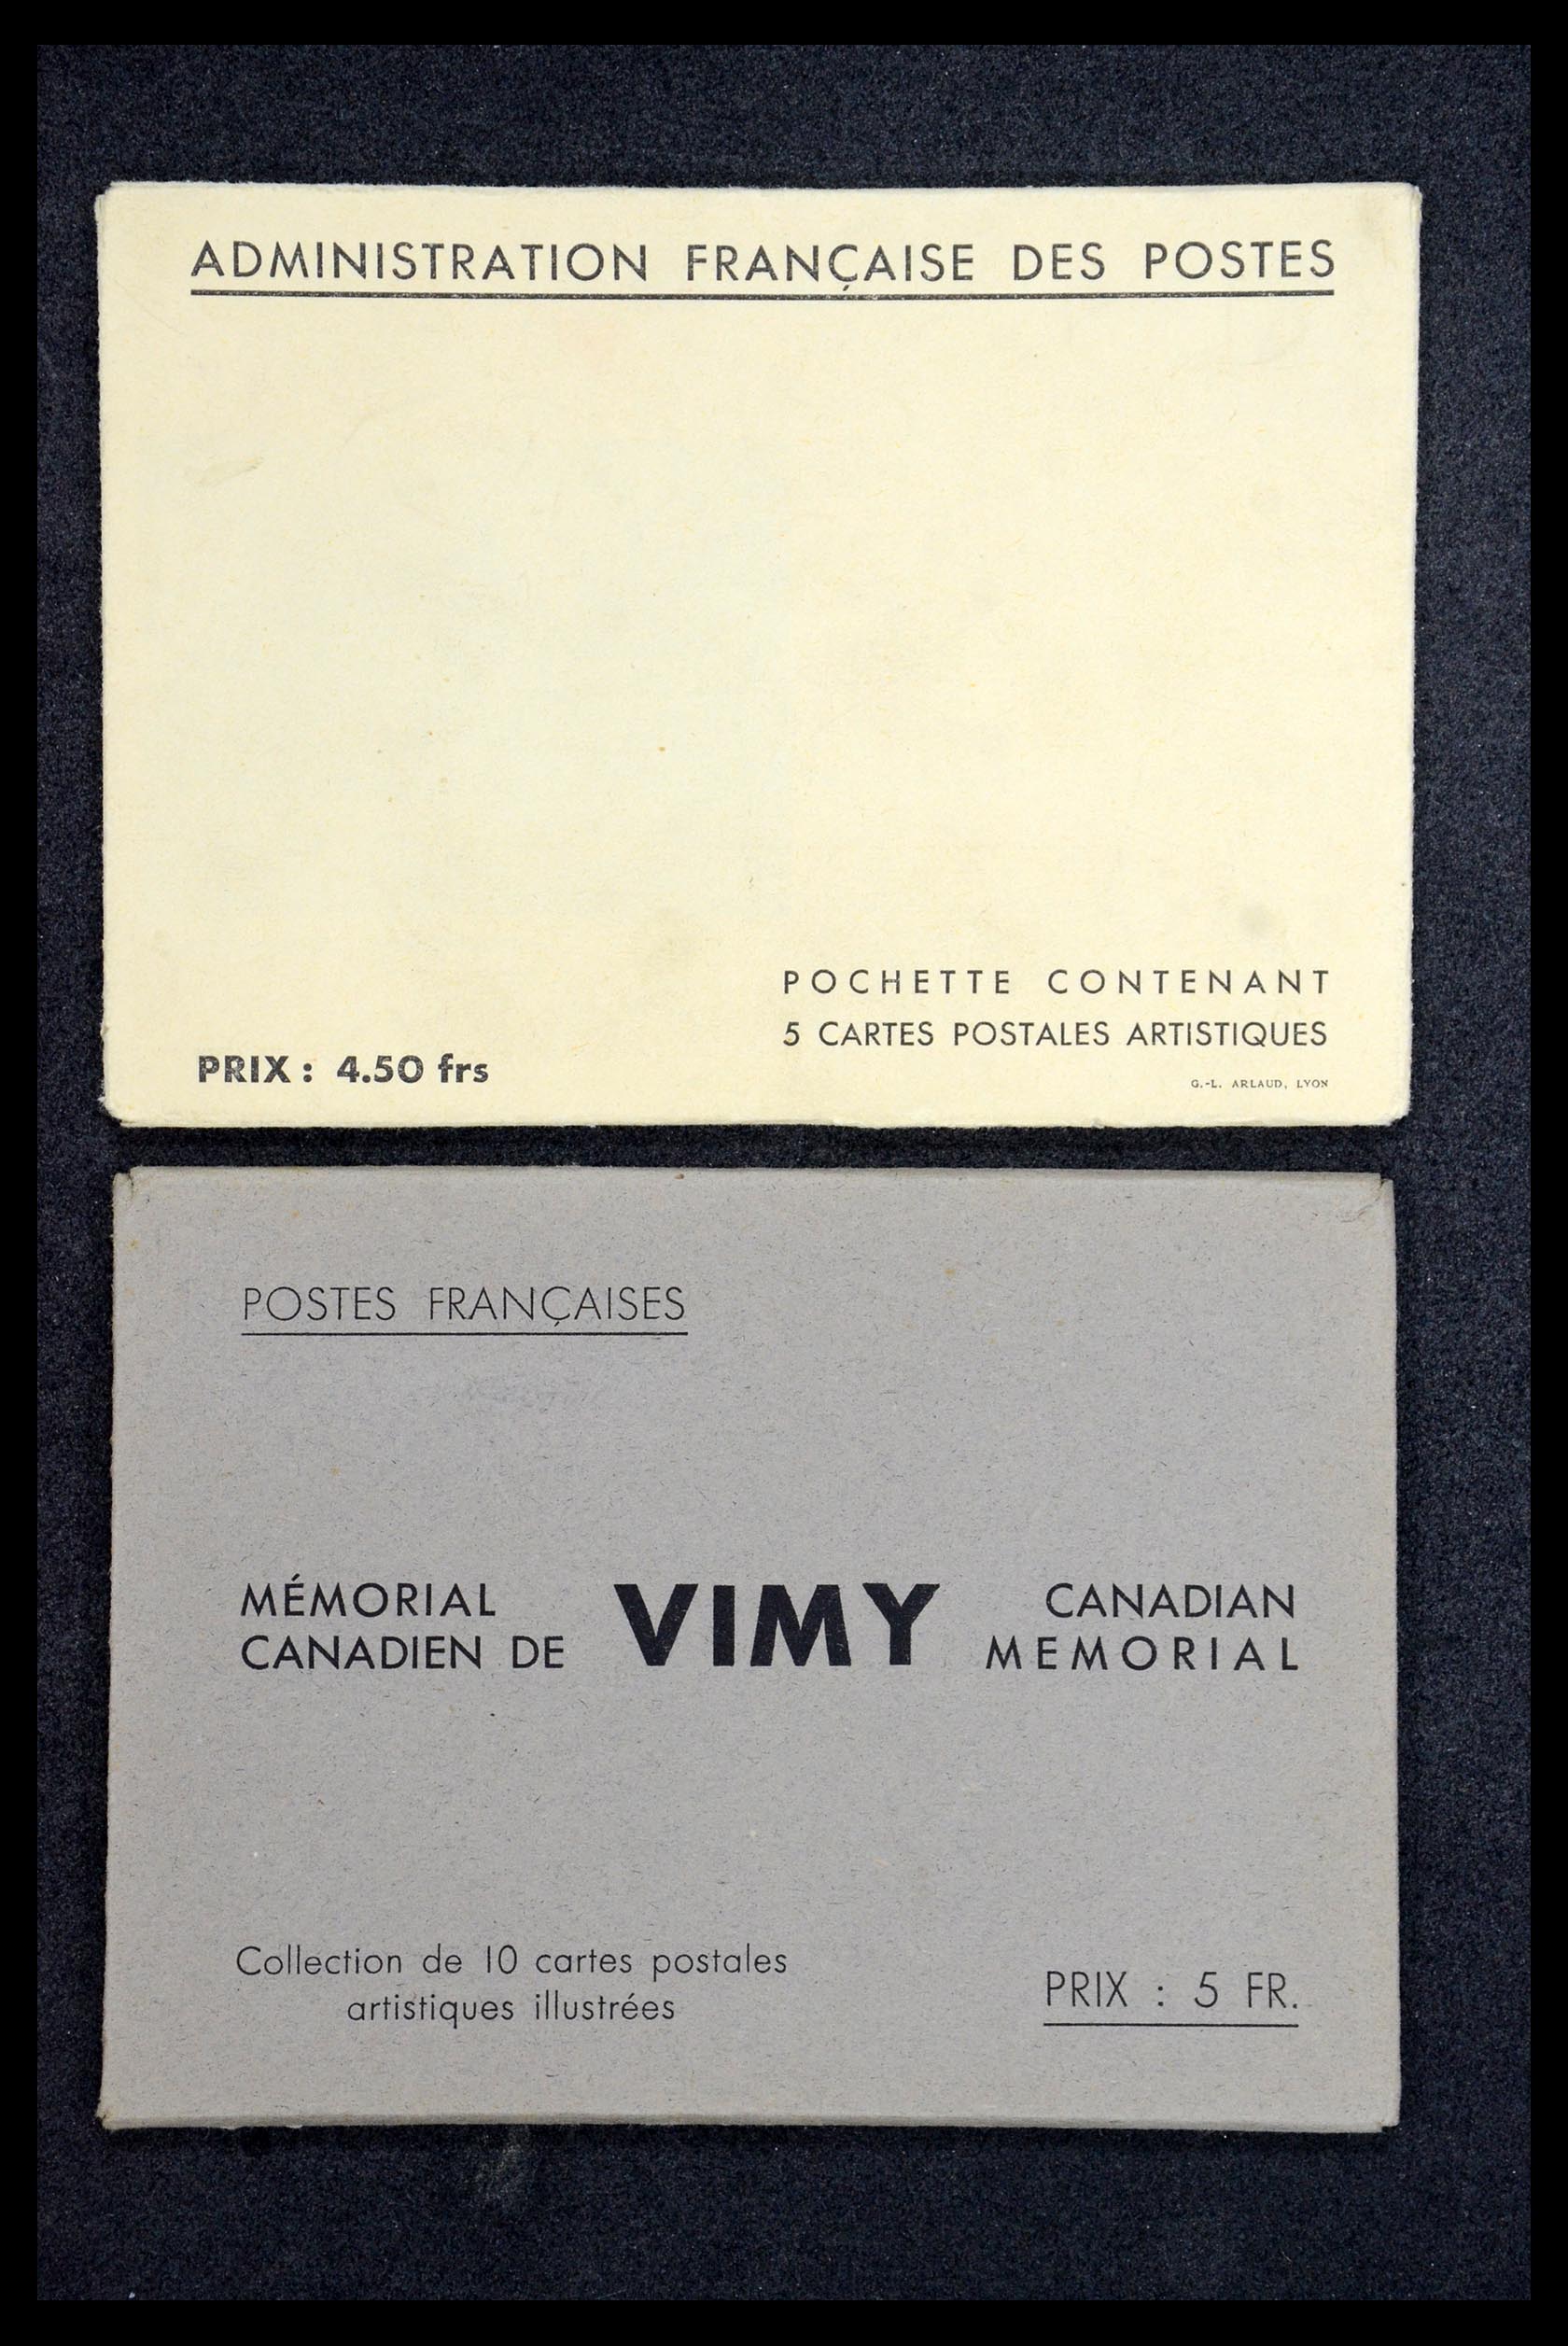 ADMINISTRATION FRANÇAISE DES POSTES
POCHETTE CONTENANT
5 CARTES POSTALES ARTISTIQUES
PRIX : 4.50 frs
G.-L. ARLAUD, LYON
POSTES FRANÇAISES
MÉMORIAL
CANADIEN DE
VIMY
CANADIAN
MEMORIAL
Collection de 10 cartes postales
artistiques illustrées
PRIX : 5 FR.